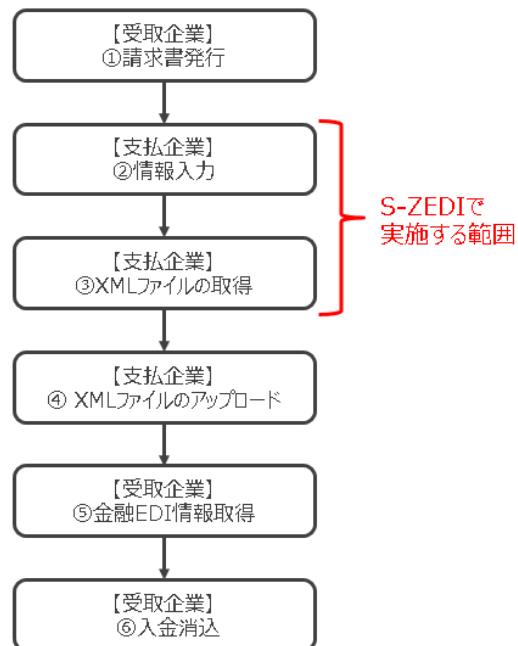 【受取企業】
①請求書発行
【支払企業】
②情報入力
S-ZEDIで
実施する範囲
【支払企業】
③XMLファイルの取得
【支払企業】
④ XMLファイルのアップロード
【受取企業】
⑤金融EDI情報取得
【受取企業】
⑥入金消込